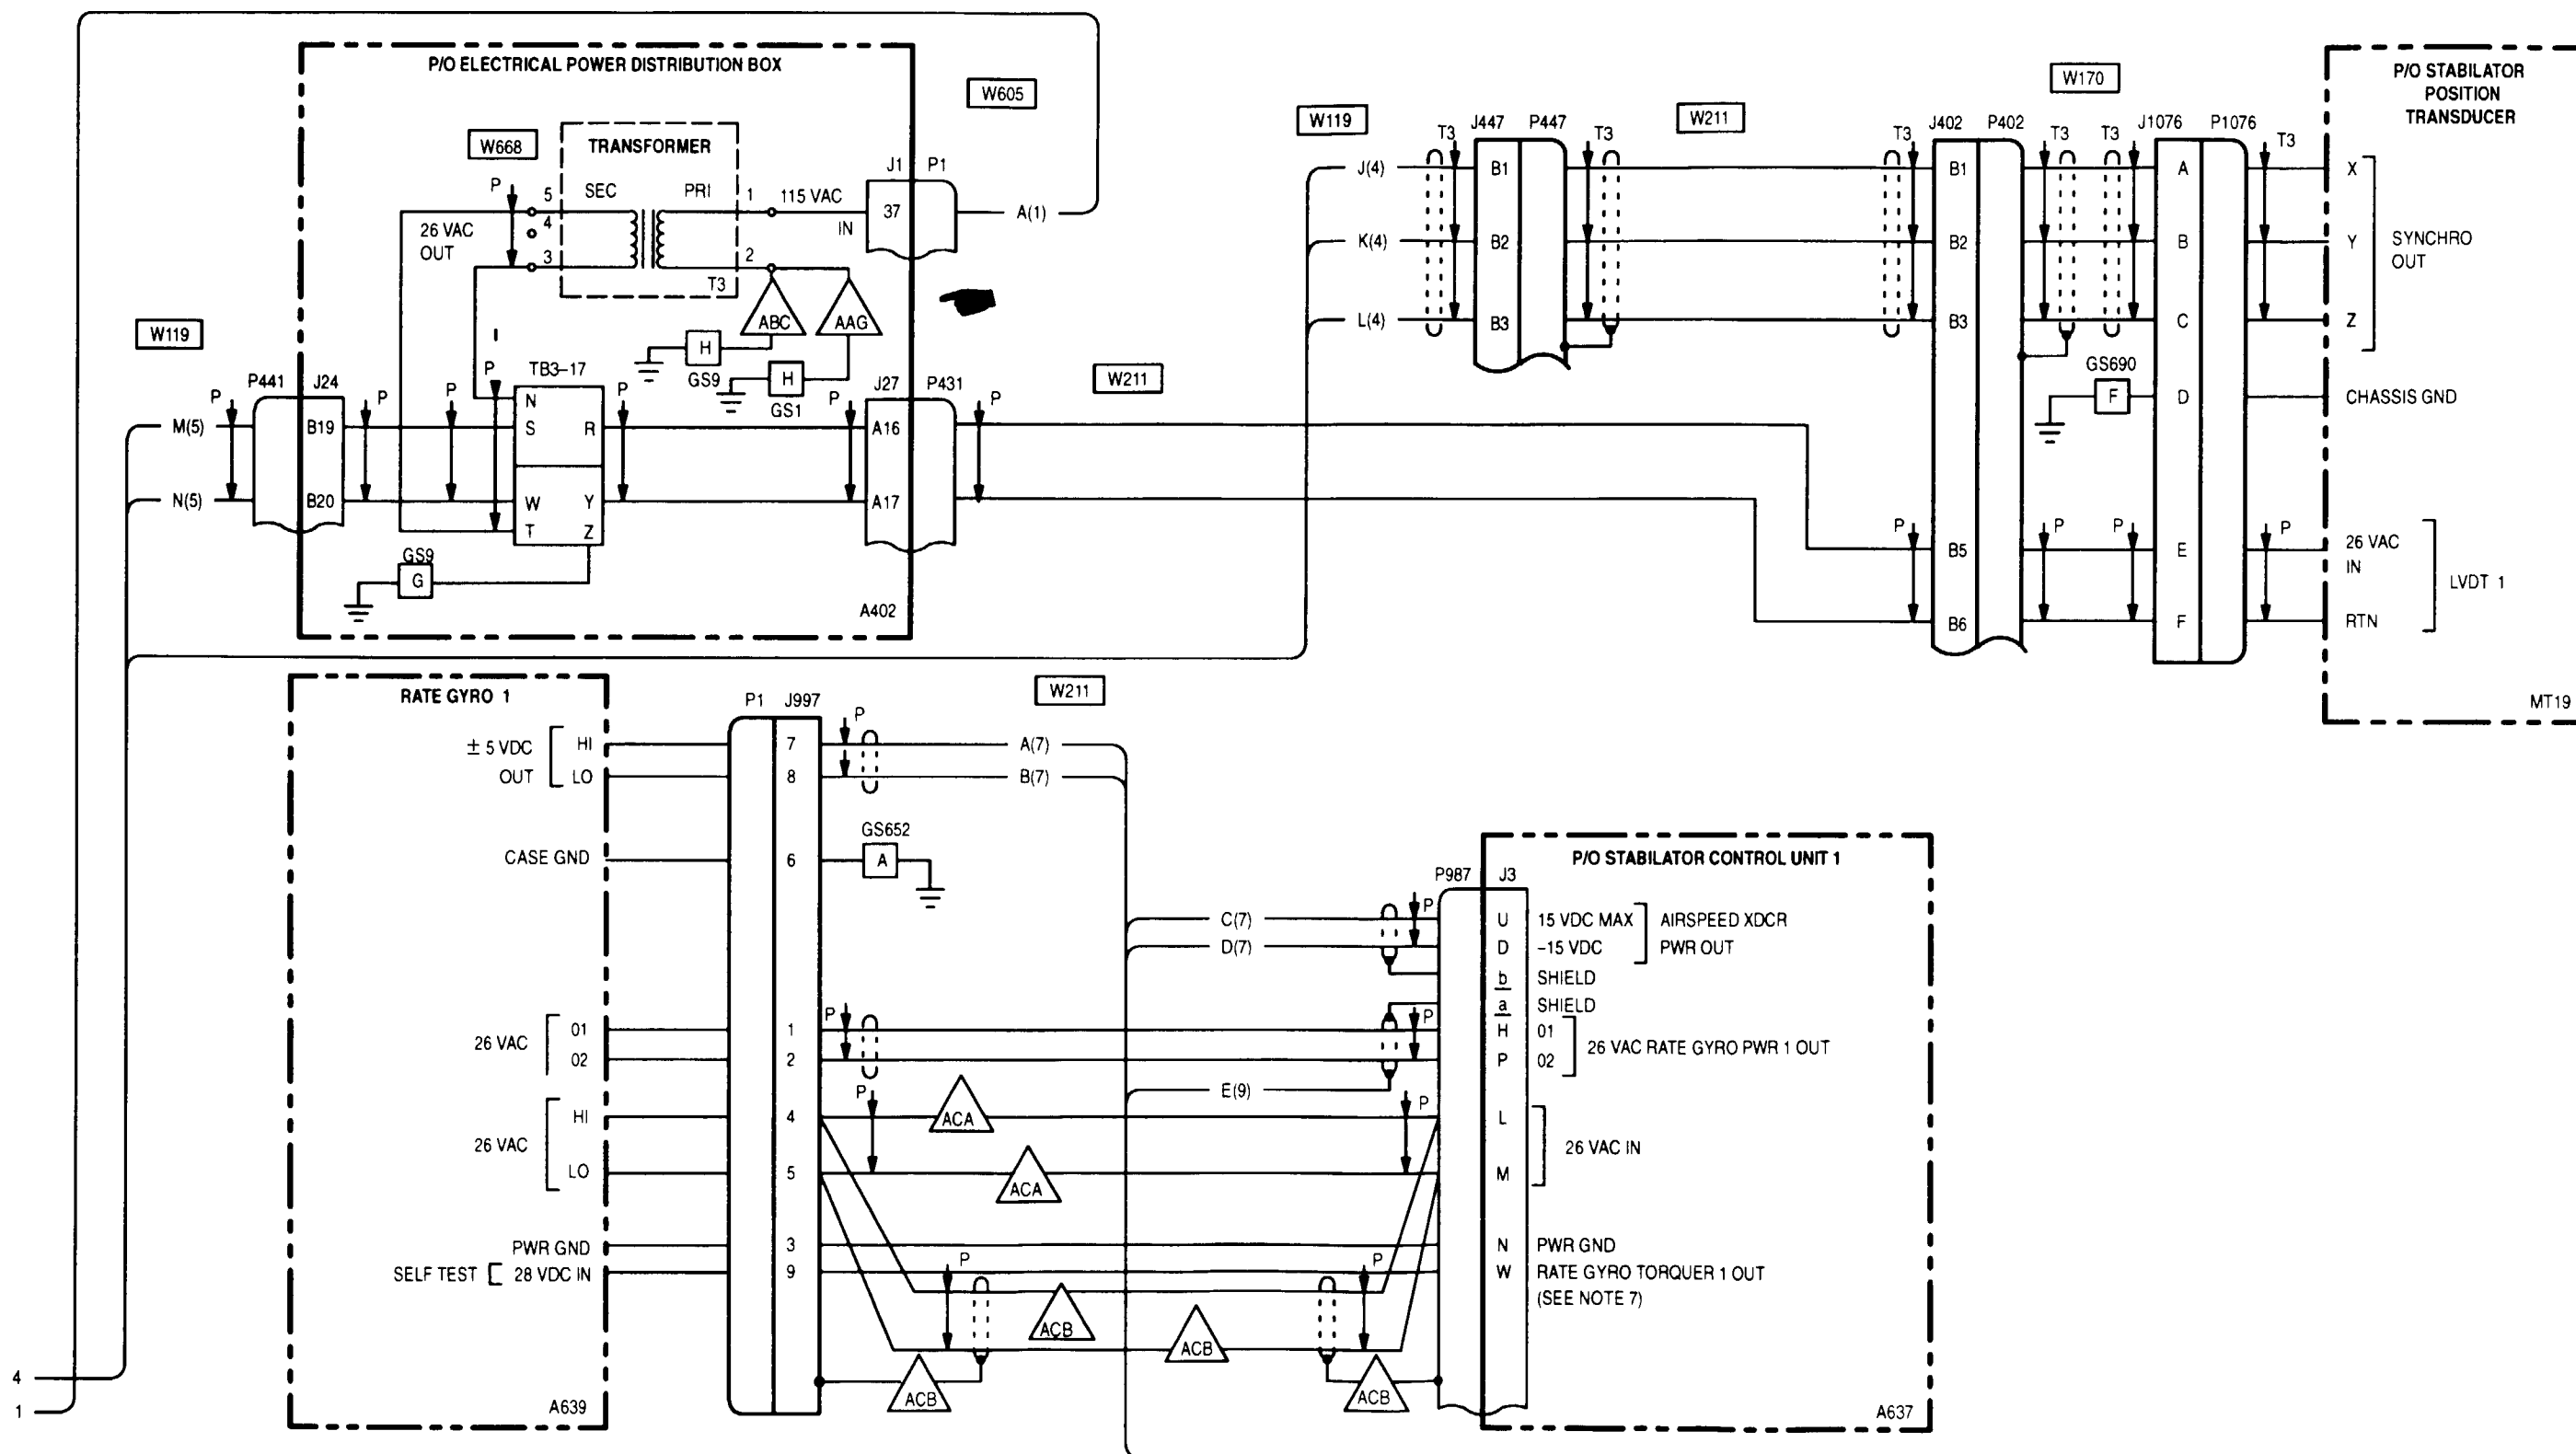 P/O ELECTRICAL POWER DISTRIBUTION BOX
W605
W668
TRANSFORMER
P
5
4
3
SEC
PRI
1
2
T3
115 VAC
IN
26 VAC
OUT
J1
P1
37
A(1)
ABC
AAG
H
GS9
H
GS1
W119
P441
J24
P
P
P
P
I
TB3-17
P
P
J27
P431
P
M(5)
B19
N
S
R
A16
N(5)
B20
W
Y
A17
T
Z
GS9
G
A402
W211
W119
T3
J447
P447
T3
W211
T3
J402
P402
W170
T3
T3
J1076
P1076
T3
P/O STABILATOR
POSITION
TRANSDUCER
J(4)
B1
B1
A
X
K(4)
B2
B2
B
Y
SYNCHRO
OUT
L(4)
B3
B3
C
Z
GS690
F
D
CHASSIS GND
P
B5
P
P
E
P
26 VAC
IN
LVDT 1
B6
F
RTN
MT19
RATE GYRO 1
P1
J997
W211
± 5 VDC
OUT
HI
LO
7
8
P
A(7)
B(7)
CASE GND
6
GS652
A
26 VAC
01
02
1
2
P
26 VAC
HI
LO
4
5
P
ACA
ACA
PWR GND
3
SELF TEST
28 VDC IN
9
P
ACB
ACB
ACB
ACB
P
A639
P/O STABILATOR CONTROL UNIT 1
P987
J3
C(7)
P
U
15 VDC MAX
AIRSPEED XDCR
D(7)
D
-15 VDC
PWR OUT
b
SHIELD
a
SHIELD
P
H
01
26 VAC RATE GYRO PWR 1 OUT
P
02
E(9)
P
L
26 VAC IN
M
N
PWR GND
W
RATE GYRO TORQUER 1 OUT
(SEE NOTE 7)
A637
4
1